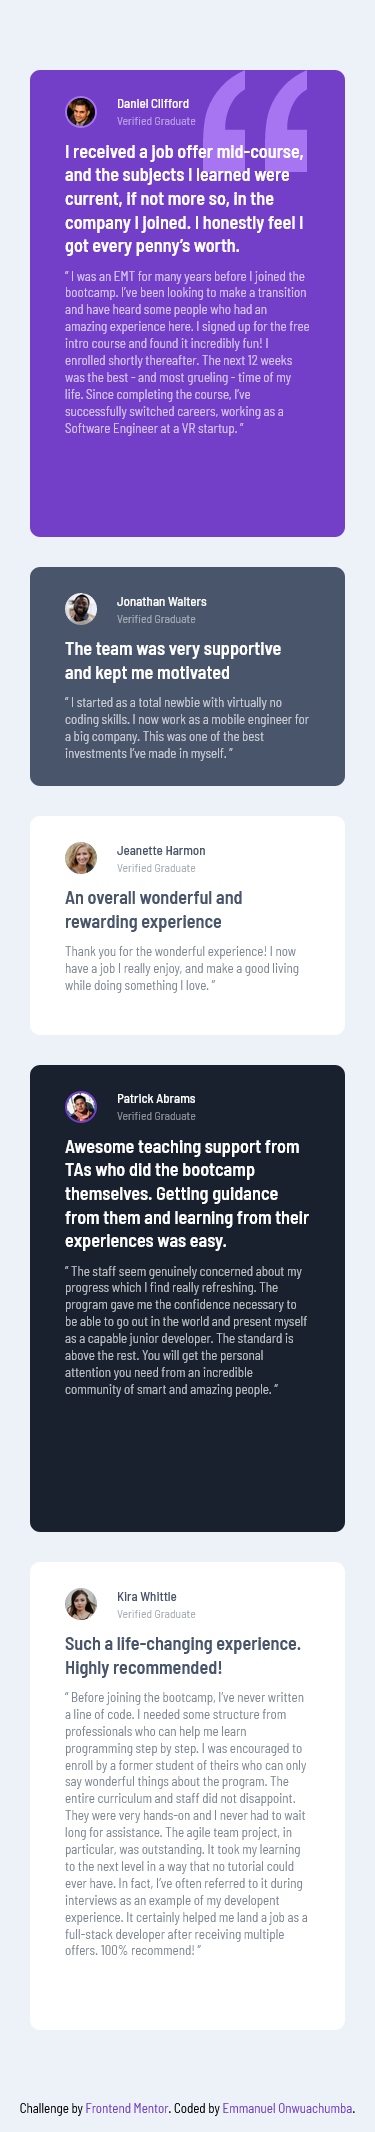 Daniel Clifford
Verified Graduate
I received a job offer mid-course,
and the subjects I learned were
current, if not more so, in the
company I joined. I honestly feel I
got every penny’s worth.
“ I was an EMT for many years before I joined the
bootcamp. I’ve been looking to make a transition
and have heard some people who had an
amazing experience here. I signed up for the free
intro course and found it incredibly fun! I
enrolled shortly thereafter. The next 12 weeks
was the best - and most grueling - time of my
life. Since completing the course, I’ve
successfully switched careers, working as a
Software Engineer at a VR startup. ”
Jonathan Walters
Verified Graduate
The team was very supportive
and kept me motivated
“ I started as a total newbie with virtually no
coding skills. I now work as a mobile engineer for
a big company. This was one of the best
investments I’ve made in myself. ”
Jeanette Harmon
Verified Graduate
An overall wonderful and
rewarding experience
Thank you for the wonderful experience! I now
have a job I really enjoy, and make a good living
while doing something I love. ”
Patrick Abrams
Verified Graduate
Awesome teaching support from
TAs who did the bootcamp
themselves. Getting guidance
from them and learning from their
experiences was easy.
“ The staff seem genuinely concerned about my
progress which I find really refreshing. The
program gave me the confidence necessary to
be able to go out in the world and present myself
as a capable junior developer. The standard is
above the rest. You will get the personal
attention you need from an incredible
community of smart and amazing people. ”
Kira Whittle
Verified Graduate
Such a life-changing experience.
Highly recommended!
“ Before joining the bootcamp, I’ve never written
a line of code. I needed some structure from
professionals who can help me learn
programming step by step. I was encouraged to
enroll by a former student of theirs who can only
say wonderful things about the program. The
entire curriculum and staff did not disappoint.
They were very hands-on and I never had to wait
long for assistance. The agile team project, in
particular, was outstanding. It took my learning
to the next level in a way that no tutorial could
ever have. In fact, I’ve often referred to it during
interviews as an example of my developent
experience. It certainly helped me land a job as a
full-stack developer after receiving multiple
offers. 100% recommend! ”
Challenge by Frontend Mentor. Coded by Emmanuel Onwuachumba.